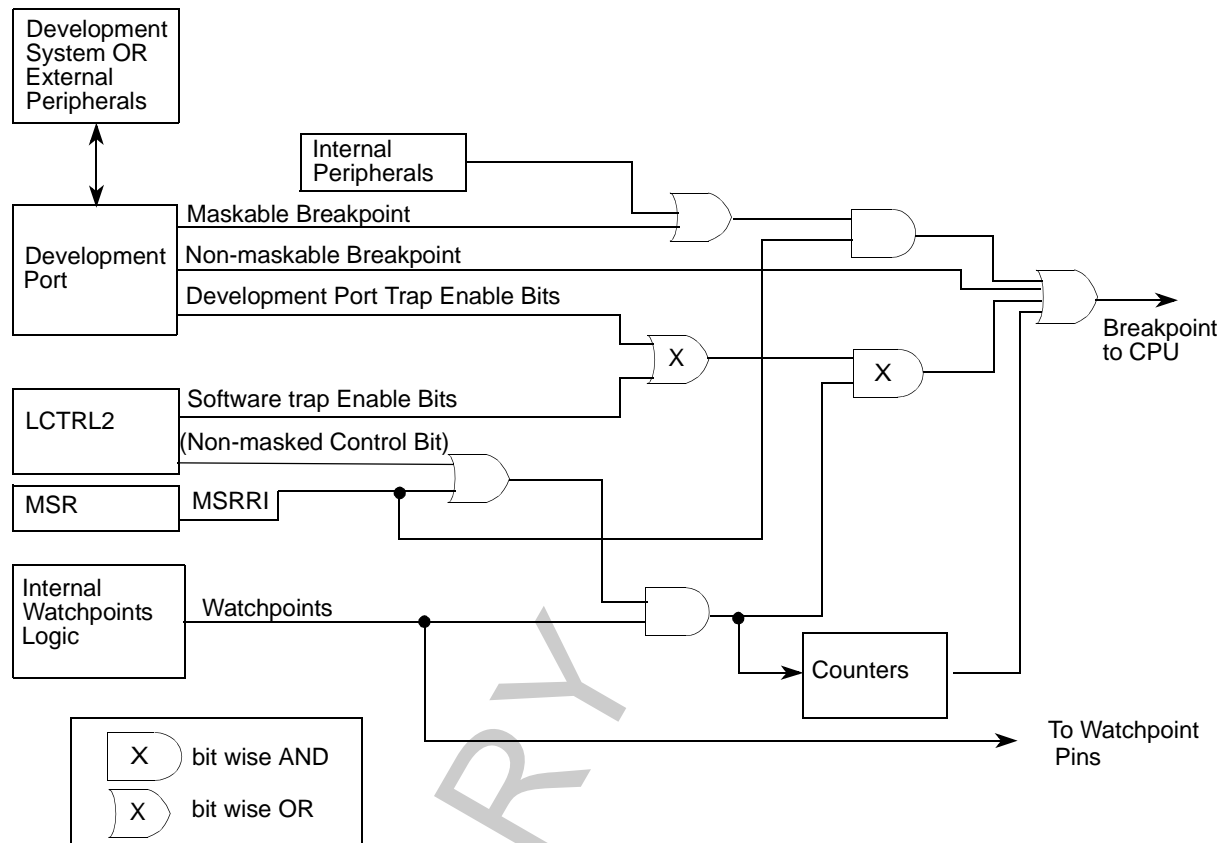 Development
System OR
External
Peripherals
Internal
Peripherals
Maskable Breakpoint
Development
Port
Non-maskable Breakpoint
Development Port Trap Enable Bits
Breakpoint
to CPU
X
X
LCTRL2
Software trap Enable Bits
(Non-masked Control Bit)
MSR
MSRRI
Internal
Watchpoints
Logic
Watchpoints
Counters
To Watchpoint
Pins
X
bit wise AND
X
bit wise OR
RY